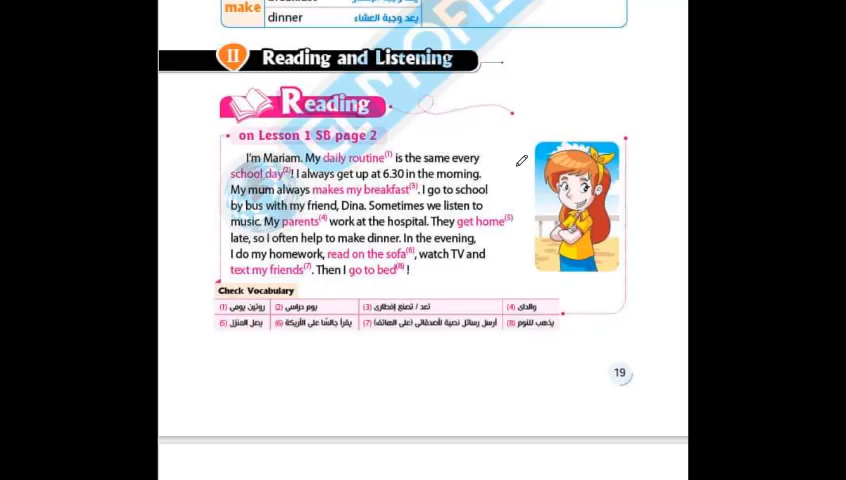 make
dinner يعد وجبة العشاء
II Reading and Listening
Reading
on Lesson 1 SB page 2
I'm Mariam. My daily routine(1) is the same every
school day(2)! I always get up at 6.30 in the morning.
My mum always makes my breakfast(3). I go to school
by bus with my friend, Dina. Sometimes we listen to
music. My parents(4) work at the hospital. They get home(5)
late, so I often help to make dinner. In the evening,
I do my homework, read on the sofa(6), watch TV and
text my friends(7). Then I go to bed(8) !
Check Vocabulary
(1) روتين يومى (2) يوم دراسى (3) تعد / تصنع إفطارى (4) والداى
(5) يصل المنزل (6) يقرأ جالسًا على الأريكة (7) أرسل رسائل نصية لأصدقائى (على الهاتف) (8) يذهب للنوم
19